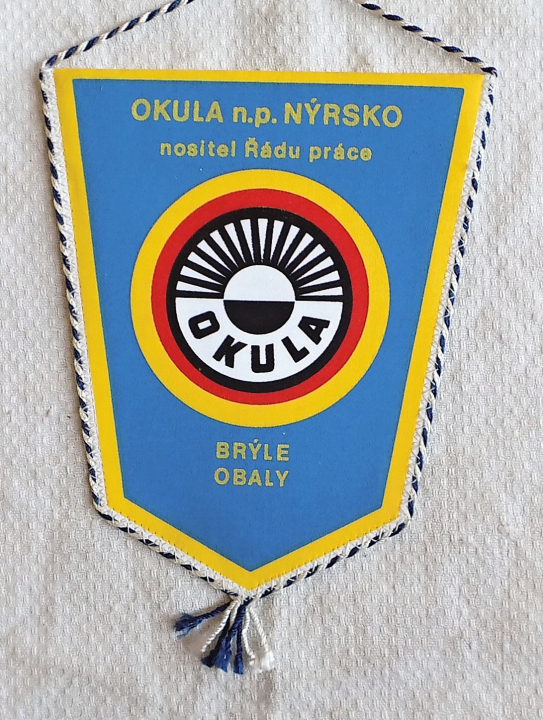 OKULA n.p. NÝRSKO
nositel Řádu práce
OKULA
BRÝLE
OBALY